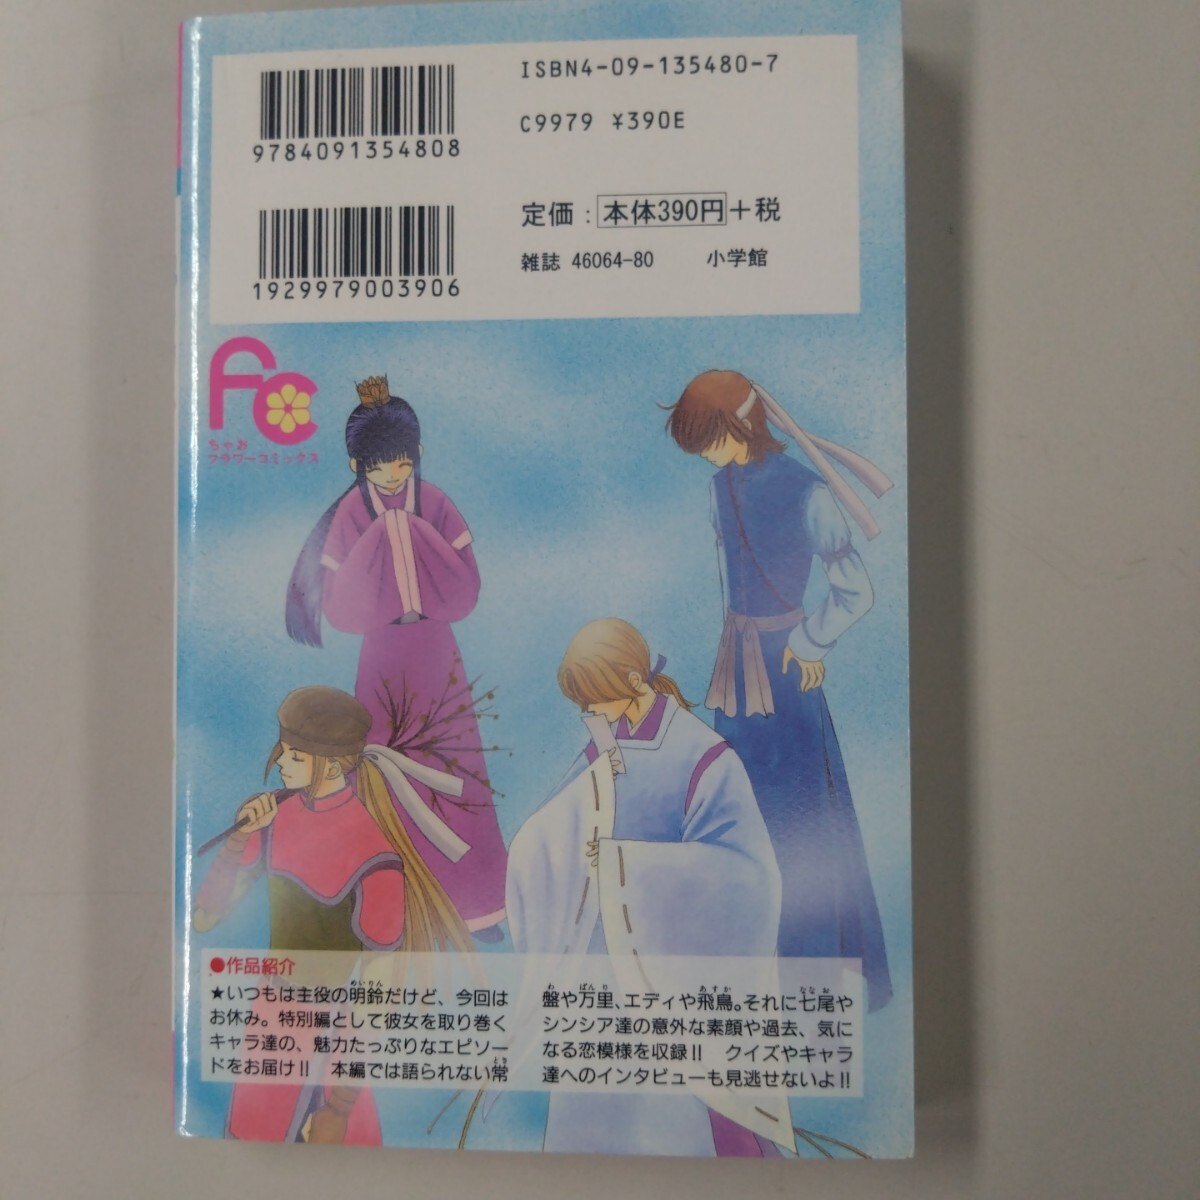 ISBN4-09-135480-7
9784091354808
C9979 ¥390E
定価：本体390円+税
1929979003906
雑誌 46064-80 小学館
FC
ちゃお
フラワーコミックス
●作品紹介
★いつもは主役の明鈴だけど、今回は
お休み。特別編として彼女を取り巻く
キャラ達の、魅力たっぷりなエピソー
ドをお届け!! 本編では語られない常
盤や万里、エディや飛鳥。それに七尾や
シンシア達の意外な素顔や過去、気に
なる恋模様を収録!! クイズやキャラ
達へのインタビューも見逃せないよ!!